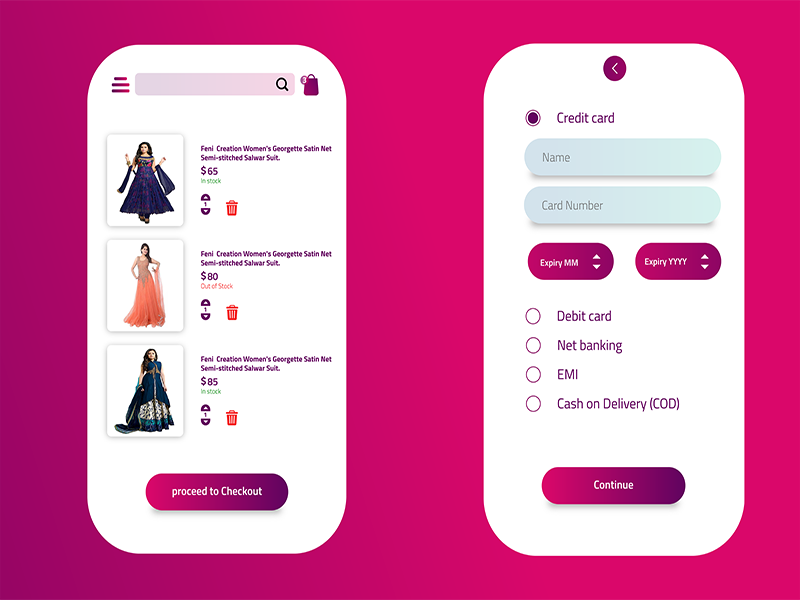 3
Feni Creation Women's Georgette Satin Net
Semi-stitched Salwar Suit.
$65
In stock
1
Feni Creation Women's Georgette Satin Net
Semi-stitched Salwar Suit.
$80
Out of Stock
1
Feni Creation Women's Georgette Satin Net
Semi-stitched Salwar Suit.
$85
In stock
1
proceed to Checkout
Credit card
Name
Card Number
Expiry MM
Expiry YYYY
Debit card
Net banking
EMI
Cash on Delivery (COD)
Continue